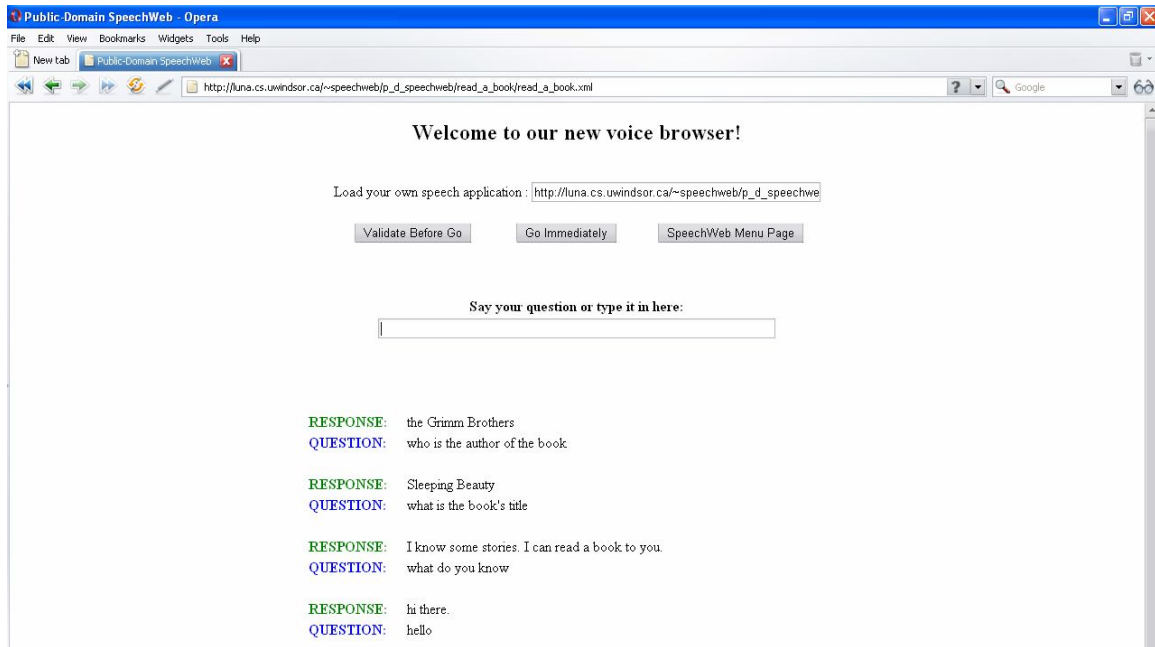 Public-Domain SpeechWeb - Opera
File Edit View Bookmarks Widgets Tools Help
New tab Public-Domain SpeechWeb
http://luna.cs.uwindsor.ca/~speechweb/p_d_speechweb/read_a_book/read_a_book.xml ? Google
Welcome to our new voice browser!
Load your own speech application : http://luna.cs.uwindsor.ca/~speechweb/p_d_speechwe
Validate Before Go Go Immediately SpeechWeb Menu Page
Say your question or type it in here:
RESPONSE: the Grimm Brothers
QUESTION: who is the author of the book
RESPONSE: Sleeping Beauty
QUESTION: what is the book's title
RESPONSE: I know some stories. I can read a book to you.
QUESTION: what do you know
RESPONSE: hi there.
QUESTION: hello